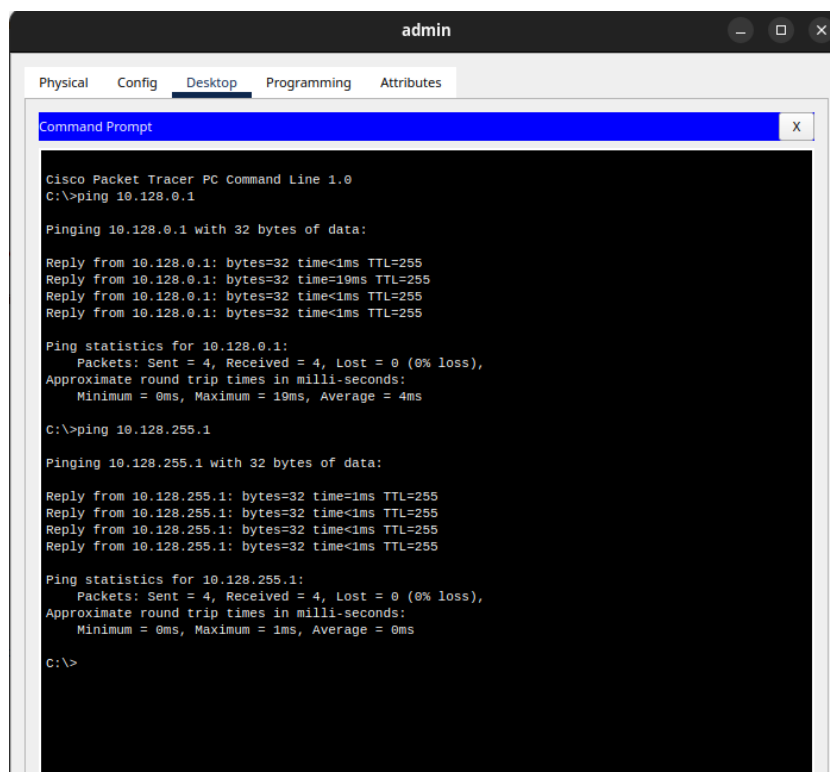 admin
Physical Config Desktop Programming Attributes
Command Prompt
X
Cisco Packet Tracer PC Command Line 1.0
C:\>ping 10.128.0.1
Pinging 10.128.0.1 with 32 bytes of data:
Reply from 10.128.0.1: bytes=32 time<1ms TTL=255
Reply from 10.128.0.1: bytes=32 time=19ms TTL=255
Reply from 10.128.0.1: bytes=32 time<1ms TTL=255
Reply from 10.128.0.1: bytes=32 time<1ms TTL=255
Ping statistics for 10.128.0.1:
Packets: Sent = 4, Received = 4, Lost = 0 (0% loss),
Approximate round trip times in milli-seconds:
Minimum = 0ms, Maximum = 19ms, Average = 4ms
C:\>ping 10.128.255.1
Pinging 10.128.255.1 with 32 bytes of data:
Reply from 10.128.255.1: bytes=32 time=1ms TTL=255
Reply from 10.128.255.1: bytes=32 time<1ms TTL=255
Reply from 10.128.255.1: bytes=32 time<1ms TTL=255
Reply from 10.128.255.1: bytes=32 time<1ms TTL=255
Ping statistics for 10.128.255.1:
Packets: Sent = 4, Received = 4, Lost = 0 (0% loss),
Approximate round trip times in milli-seconds:
Minimum = 0ms, Maximum = 1ms, Average = 0ms
C:\>